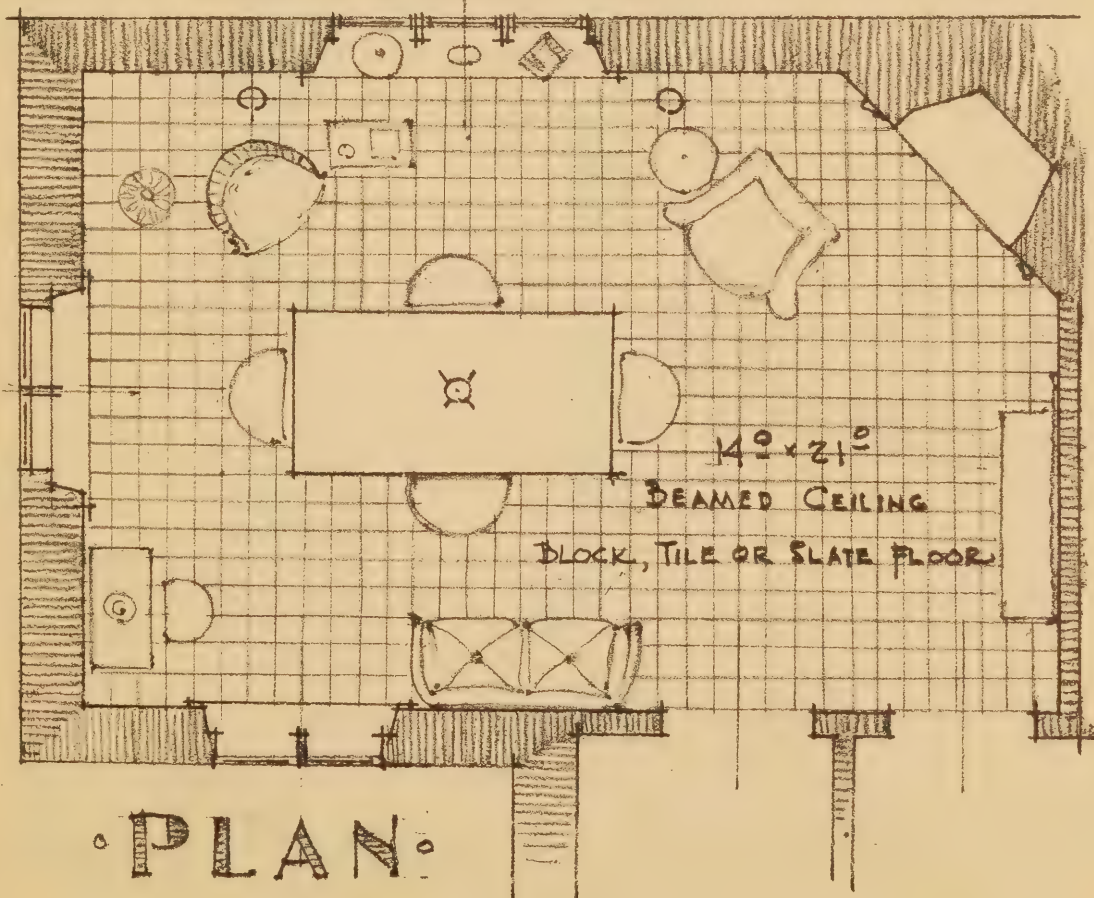 14⁰ x 21⁰
BEAMED CEILING
BLOCK, TILE OR SLATE FLOOR
· PLAN ·